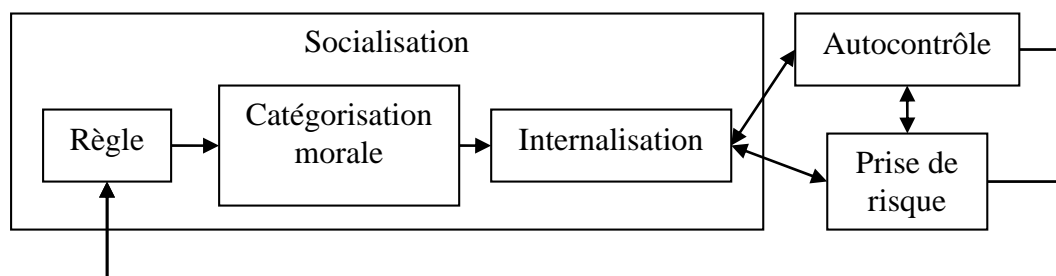 Socialisation
Autocontrôle
Règle
Catégorisation
morale
Internalisation
Prise de
risque